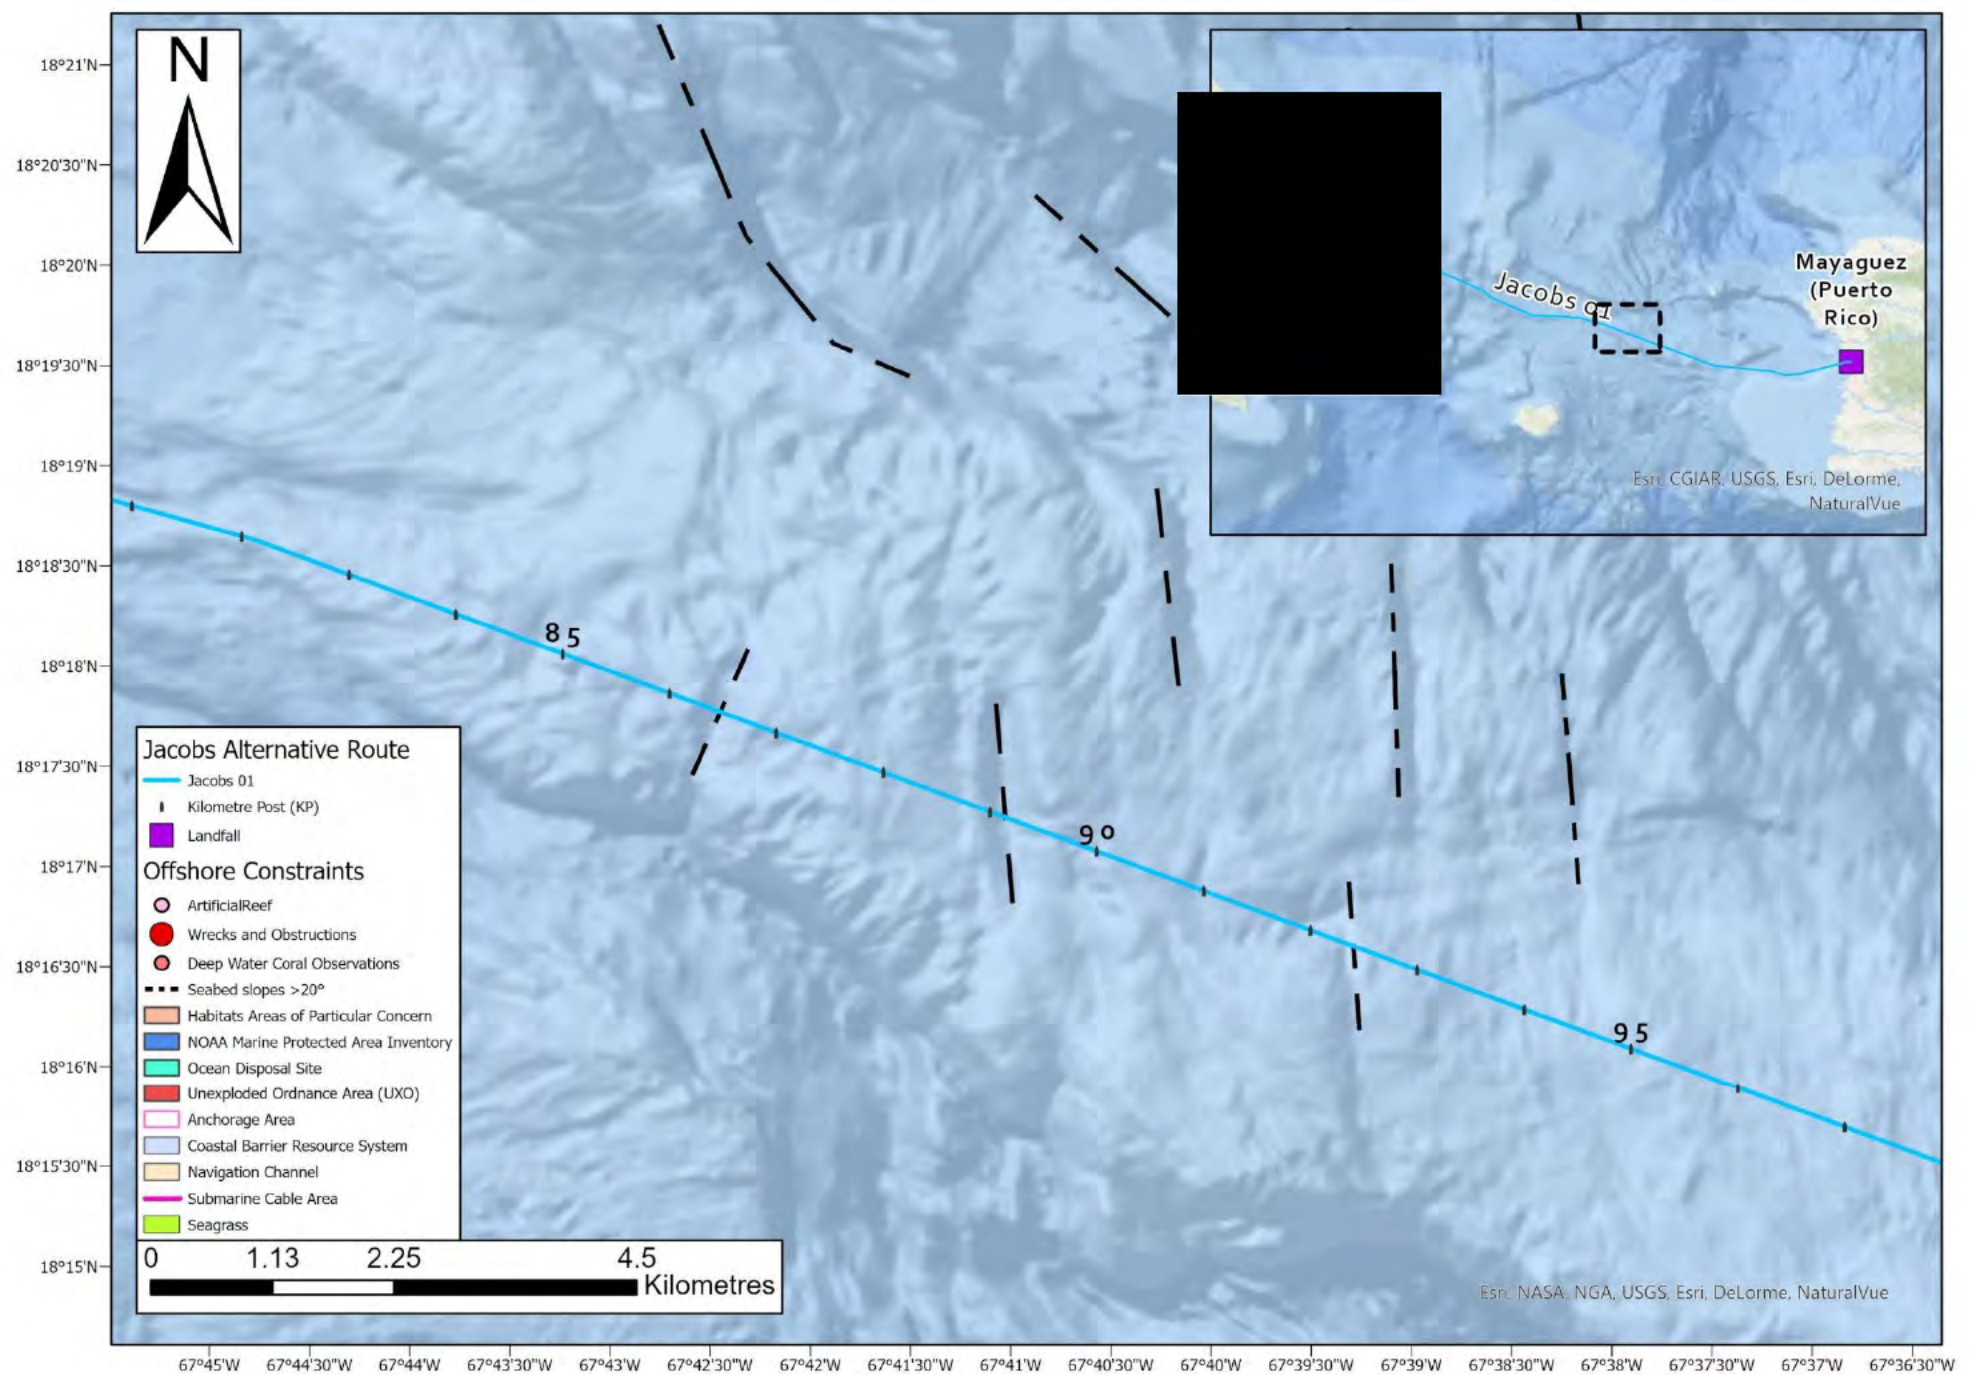 N
18°21'N
18°20'30"N
18°20'N
18°19'30"N
18°19'N
18°18'30"N
18°18'N
18°17'30"N
18°17'N
18°16'30"N
18°16'N
18°15'30"N
18°15'N
Jacobs 01
Mayaguez
(Puerto
Rico)
Esri, CGIAR, USGS, Esri, DeLorme,
NaturalVue
85
90
95
Jacobs Alternative Route
Jacobs 01
Kilometre Post (KP)
Landfall
Offshore Constraints
ArtificialReef
Wrecks and Obstructions
Deep Water Coral Observations
Seabed slopes >20°
Habitats Areas of Particular Concern
NOAA Marine Protected Area Inventory
Ocean Disposal Site
Unexploded Ordnance Area (UXO)
Anchorage Area
Coastal Barrier Resource System
Navigation Channel
Submarine Cable Area
Seagrass
0 1.13 2.25 4.5
Kilometres
Esri, NASA, NGA, USGS, Esri, DeLorme, NaturalVue
67°45'W 67°44'30"W 67°44'W 67°43'30"W 67°43'W 67°42'30"W 67°42'W 67°41'30"W 67°41'W 67°40'30"W 67°40'W 67°39'30"W 67°39'W 67°38'30"W 67°38'W 67°37'30"W 67°37'W 67°36'30"W